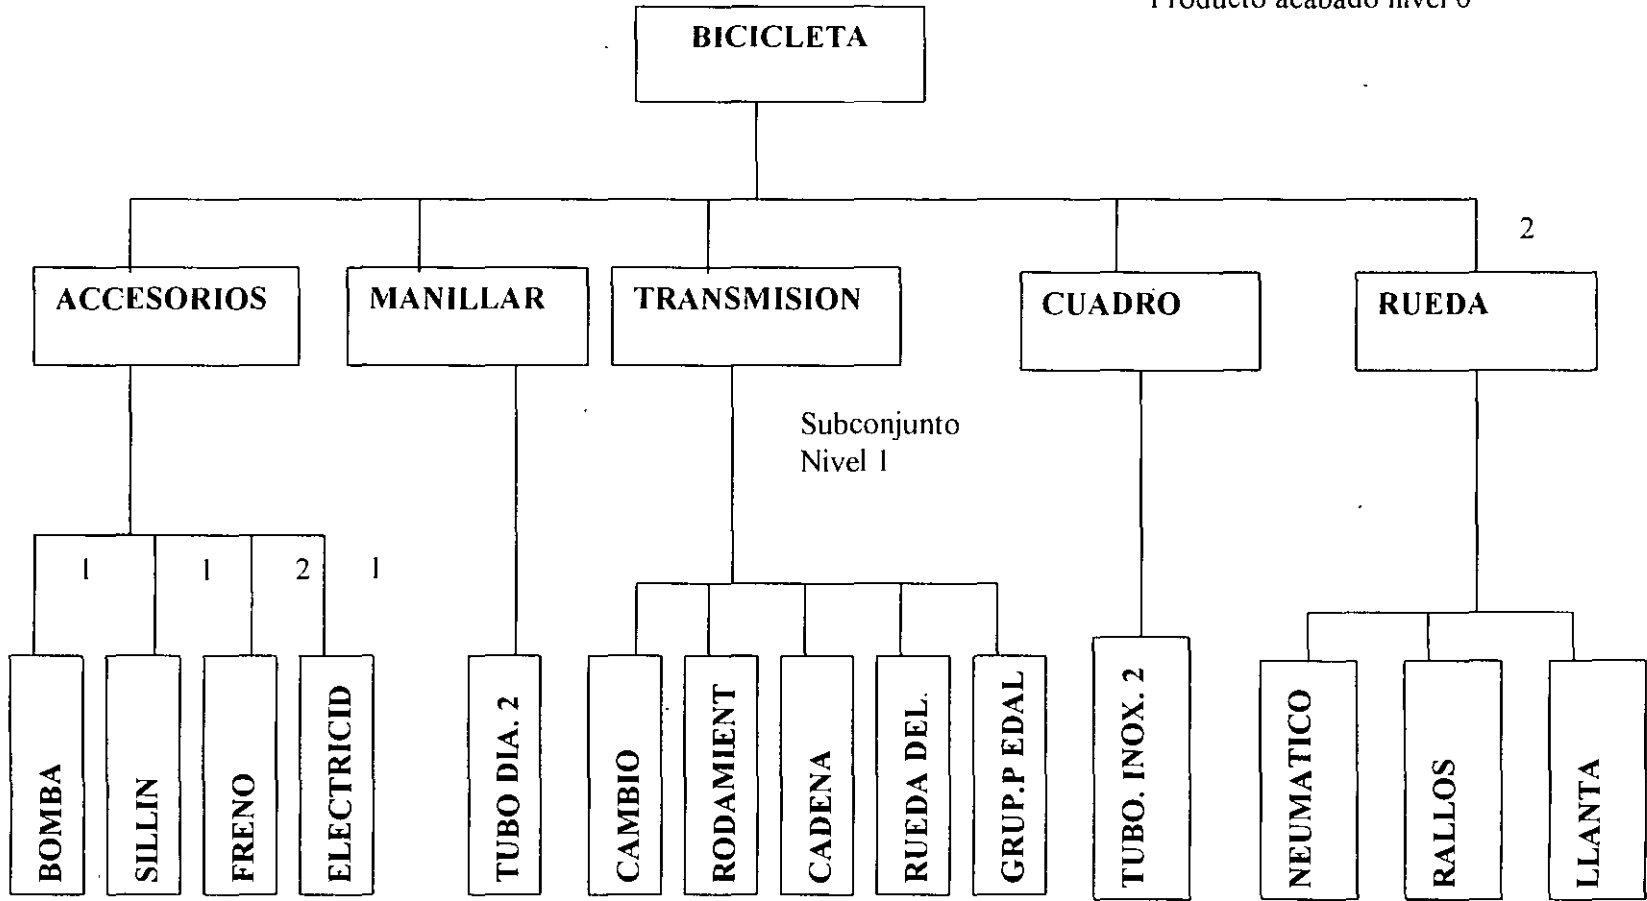 Producto acabado nivel 0
BICICLETA
2
ACCESORIOS
MANILLAR
TRANSMISION
CUADRO
RUEDA
Subconjunto
Nivel 1
1
1
2
1
BOMBA
SILLIN
FRENO
ELECTRICID
TUBO DIA. 2
CAMBIO
RODAMIENT
CADENA
RUEDA DEL.
GRUP.P EDAL
TUBO. INOX. 2
NEUMATICO
RALLOS
LLANTA